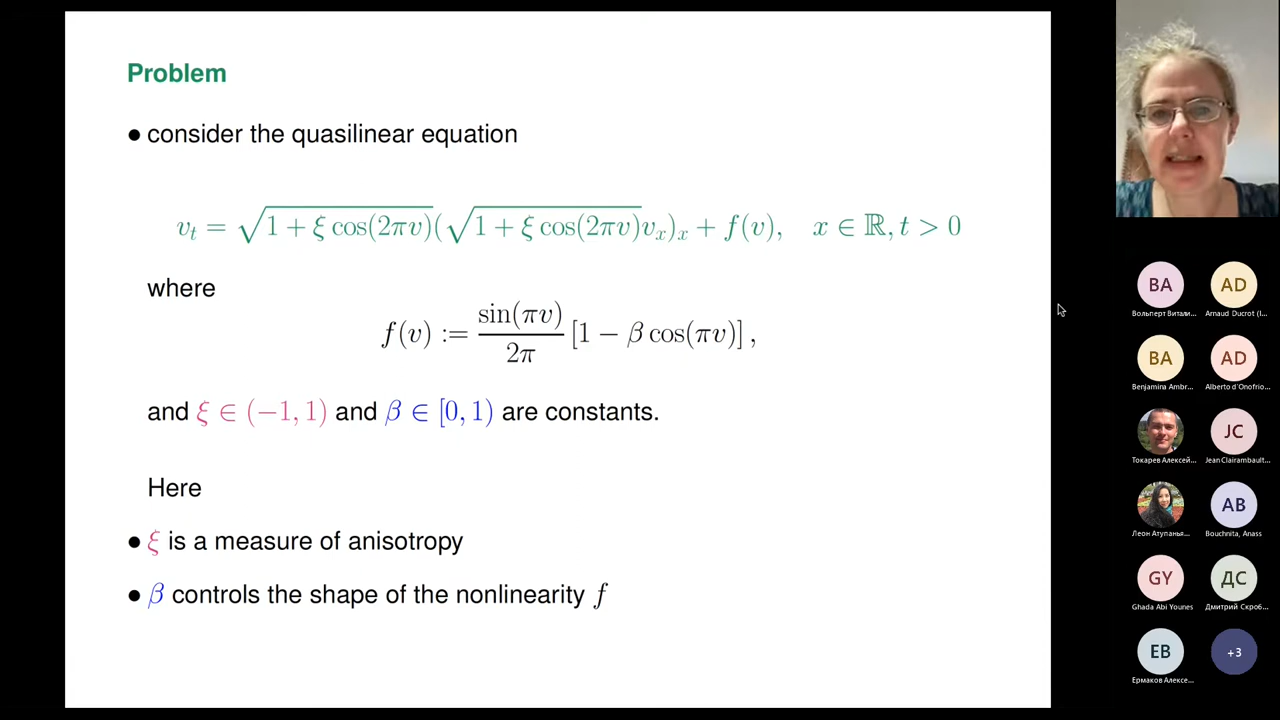 Problem
• consider the quasilinear equation
v_t = √(1 + ξ cos(2πv)) (√(1 + ξ cos(2πv)) v_x)_x + f(v), x ∈ ℝ, t > 0
where
f(v) := sin(πv)/2π [1 − β cos(πv)],
and ξ ∈ (−1, 1) and β ∈ [0, 1) are constants.
Here
• ξ is a measure of anisotropy
• β controls the shape of the nonlinearity f
BA AD
Вольперт Витали... Arnaud Ducrot (I...
BA AD
Benjamina Ambr... Alberto d'Onofrio...
JC
Токарев Алексей... Jean Clairambault...
AB
Леон Атупанья... Bouchnita, Anass
GY ДС
Ghada Abi Younes Дмитрий Скроб...
EB +3
Ермаков Алексе...